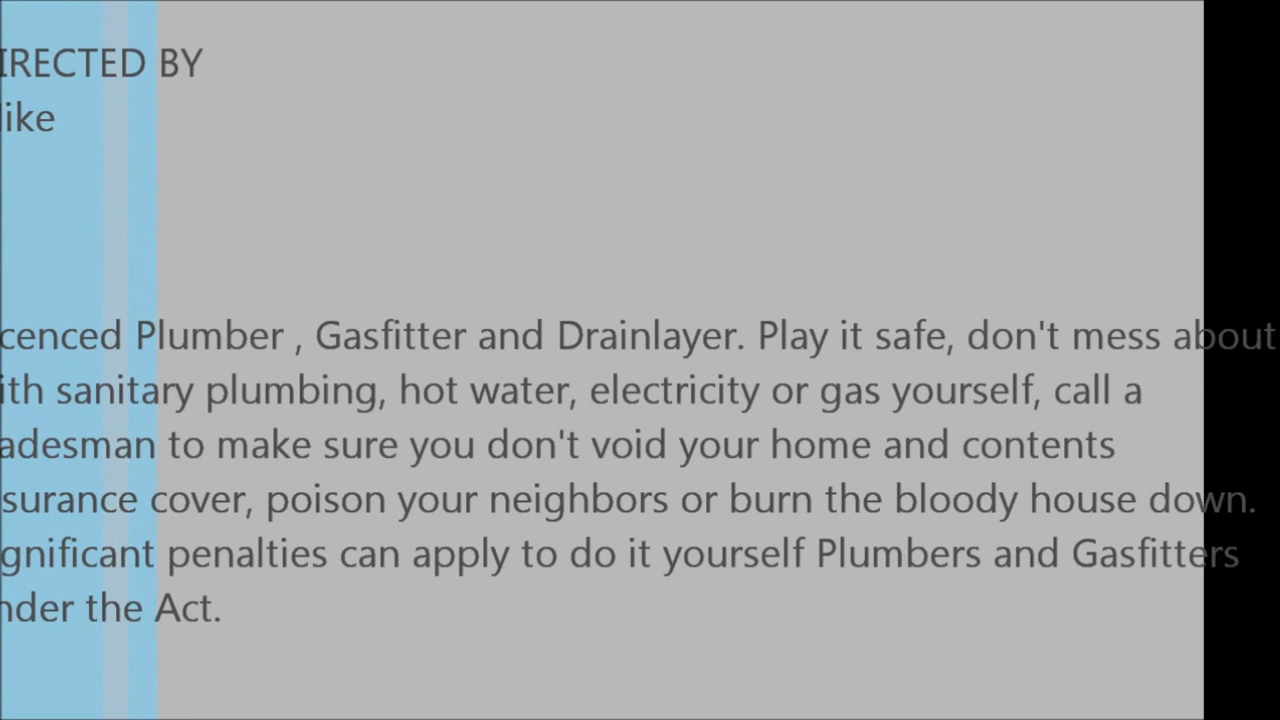 IRECTED BY
like
cenced Plumber , Gasfitter and Drainlayer. Play it safe, don't mess about
ith sanitary plumbing, hot water, electricity or gas yourself, call a
adesman to make sure you don't void your home and contents
surance cover, poison your neighbors or burn the bloody house down.
gnificant penalties can apply to do it yourself Plumbers and Gasfitters
nder the Act.